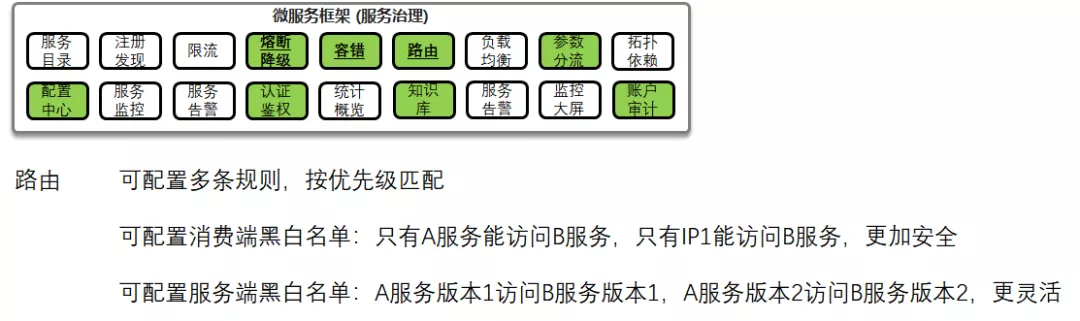 微服务框架 (服务治理)
服务目录 注册发现 限流 熔断降级 容错 路由 负载均衡 参数分流 拓扑依赖
配置中心 服务监控 服务告警 认证鉴权 统计概览 知识库 服务告警 监控大屏 账户审计
路由 可配置多条规则，按优先级匹配
可配置消费端黑白名单：只有A服务能访问B服务，只有IP1能访问B服务，更加安全
可配置服务端黑白名单：A服务版本1访问B服务版本1，A服务版本2访问B服务版本2，更灵活